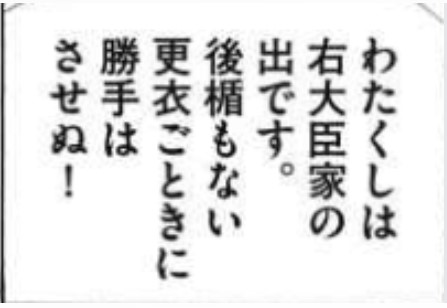 わたくしは
右大臣家の
出です。
後楯もない
更衣ごときに
勝手は
させぬ！